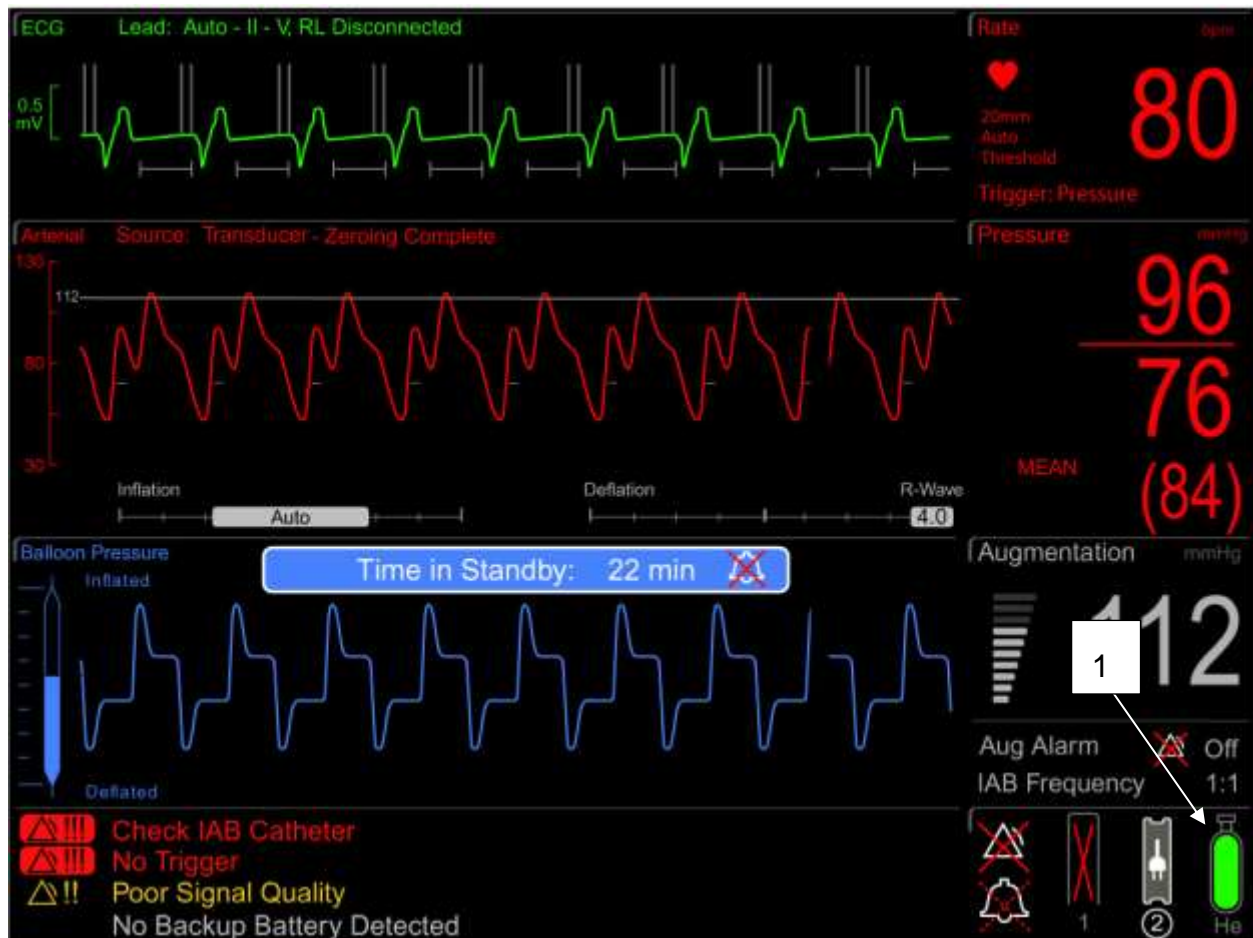 ECG Lead: Auto - II - V, RL Disconnected
0.5
mV
Rate bpm
80
20mm
Auto
Threshold
Trigger: Pressure
Arterial Source: Transducer - Zeroing Complete
130
112
80
30
Pressure mmHg
96
76
MEAN (84)
Inflation Deflation R-Wave
Auto 4.0
Balloon Pressure
Inflated
Time in Standby: 22 min
Deflated
Augmentation mmHg
112
1
Aug Alarm Off
IAB Frequency 1:1
!!! Check IAB Catheter
!!! No Trigger
!! Poor Signal Quality
No Backup Battery Detected
1 2 He